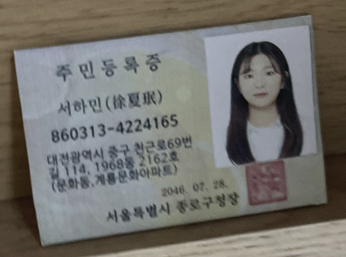 주민등록증
서하민(徐夏珉)
860313-4224165
대전광역시 중구 천근로69번
길 114, 1968동 2162호
(문화동,계룡문화아파트)
2046. 07. 28.
서울특별시 종로구청장